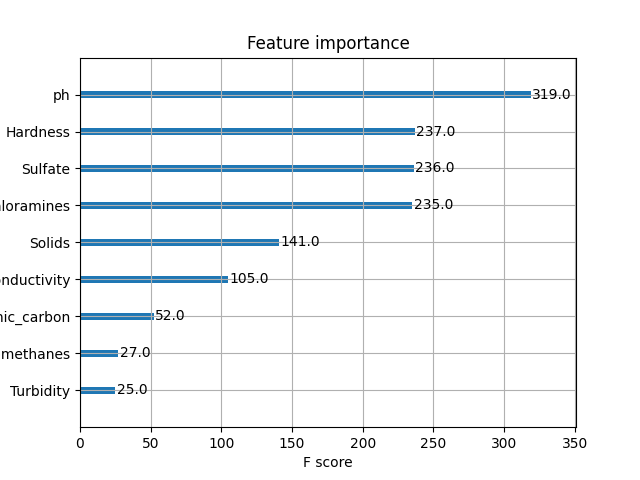 Feature importance
ph
319.0
Hardness
237.0
Sulfate
236.0
loramines
235.0
Solids
141.0
onductivity
105.0
nic_carbon
52.0
methanes
27.0
Turbidity
25.0
0 50 100 150 200 250 300 350
F score